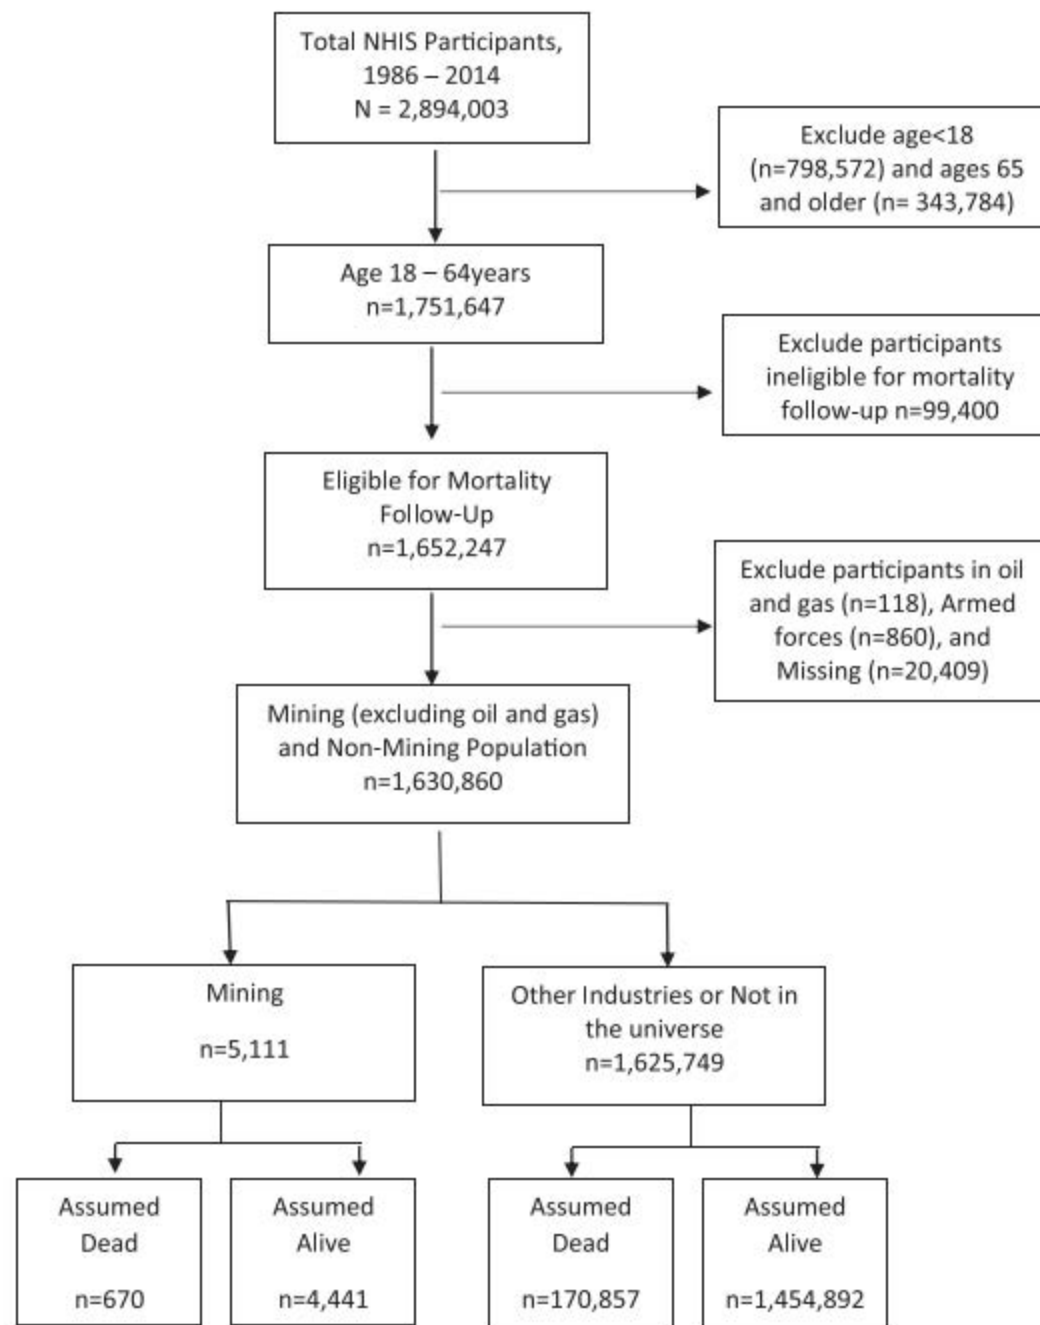 Total NHIS Participants,
1986 – 2014
N = 2,894,003
Exclude age<18
(n=798,572) and ages 65
and older (n= 343,784)
Age 18 – 64years
n=1,751,647
Exclude participants
ineligible for mortality
follow-up n=99,400
Eligible for Mortality
Follow-Up
n=1,652,247
Exclude participants in oil
and gas (n=118), Armed
forces (n=860), and
Missing (n=20,409)
Mining (excluding oil and gas)
and Non-Mining Population
n=1,630,860
Mining
n=5,111
Other Industries or Not in
the universe
n=1,625,749
Assumed
Dead
n=670
Assumed
Alive
n=4,441
Assumed
Dead
n=170,857
Assumed
Alive
n=1,454,892